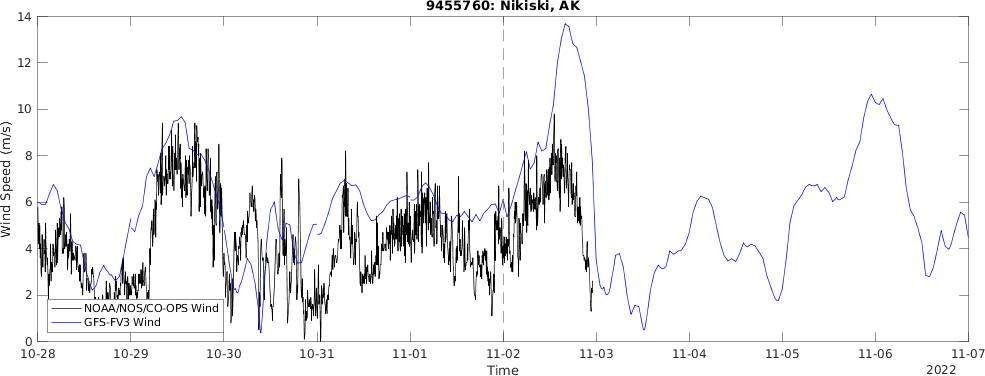 9455760: Nikiski, AK
14
12
10
8
6
4
2
0
Wind Speed (m/s)
NOAA/NOS/CO-OPS Wind
GFS-FV3 Wind
10-28 10-29 10-30 10-31 11-01 11-02 11-03 11-04 11-05 11-06 11-07
Time
2022